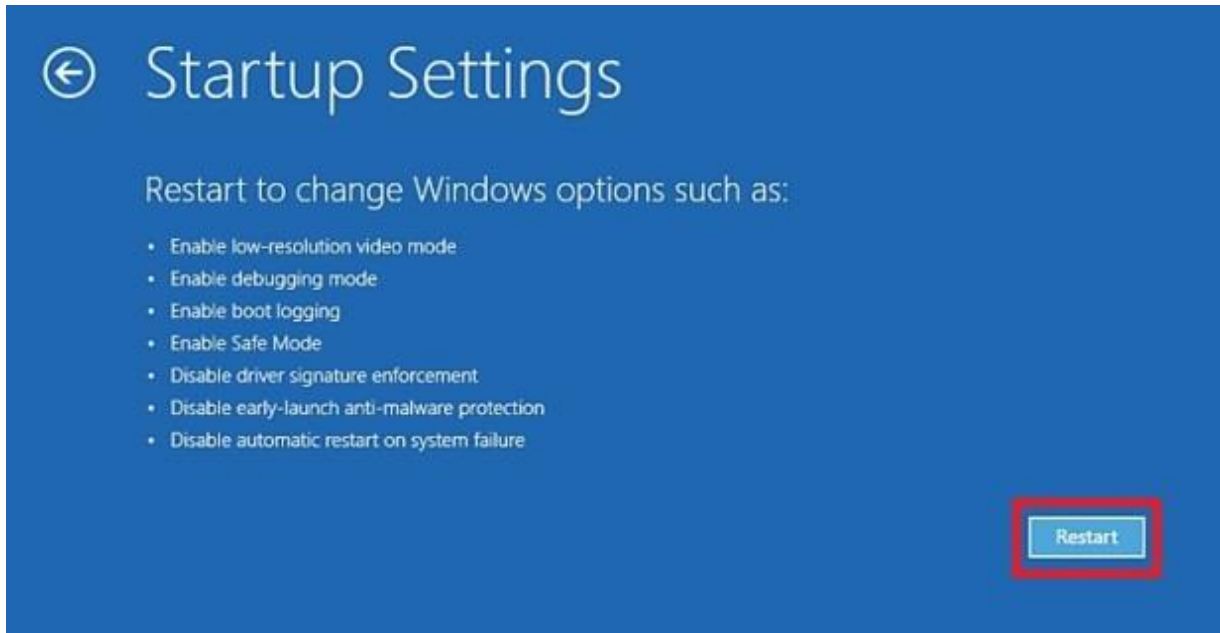 Startup Settings
Restart to change Windows options such as:
• Enable low-resolution video mode
• Enable debugging mode
• Enable boot logging
• Enable Safe Mode
• Disable driver signature enforcement
• Disable early-launch anti-malware protection
• Disable automatic restart on system failure
Restart